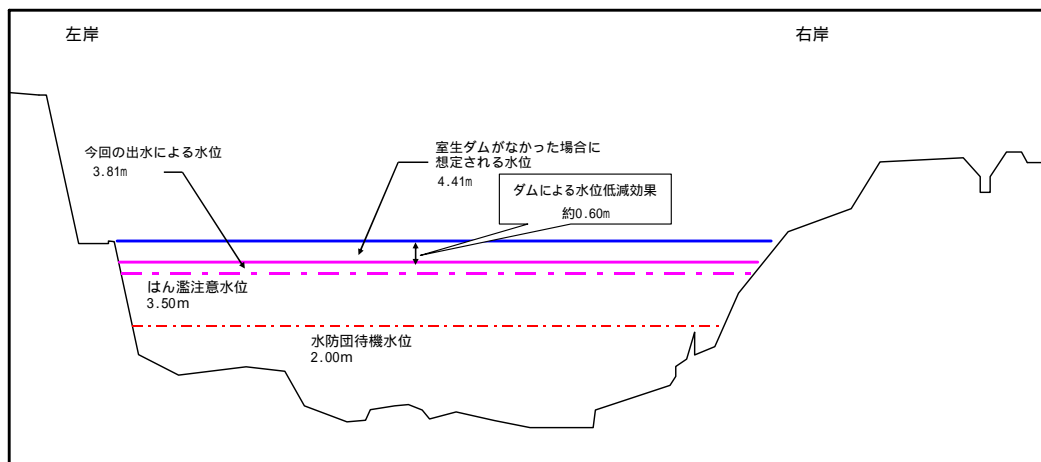 左岸
右岸
今回の出水による水位
3.81m
室生ダムがなかった場合に
想定される水位
4.41m
ダムによる水位低減効果
約0.60m
はん濫注意水位
3.50m
水防団待機水位
2.00m